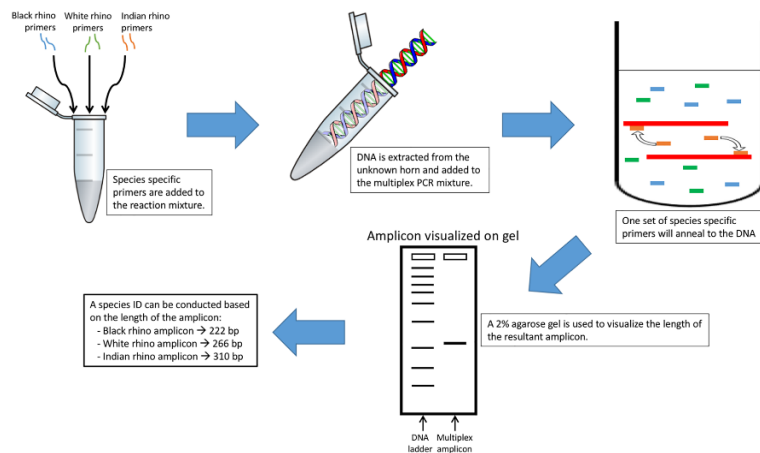 Black rhino
primers
White rhino
primers
Indian rhino
primers
Species specific
primers are added to
the reaction mixture.
DNA is extracted from the
unknown horn and added to
the multiplex PCR mixture.
One set of species specific
primers will anneal to the DNA
Amplicon visualized on gel
A 2% agarose gel is used to visualize the length of
the resultant amplicon.
DNA
ladder
Multiplex
amplicon
A species ID can be conducted based
on the length of the amplicon:
- Black rhino amplicon → 222 bp
- White rhino amplicon → 266 bp
- Indian rhino amplicon → 310 bp